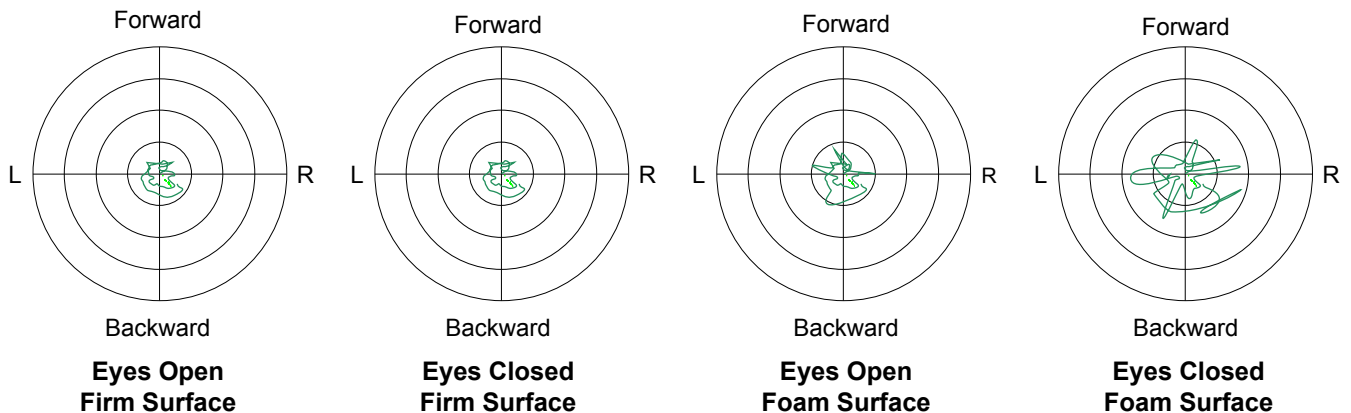 Forward
L
R
Backward
Eyes Open
Firm Surface
Forward
L
R
Backward
Eyes Closed
Firm Surface
Forward
L
R
Backward
Eyes Open
Foam Surface
Forward
L
R
Backward
Eyes Closed
Foam Surface